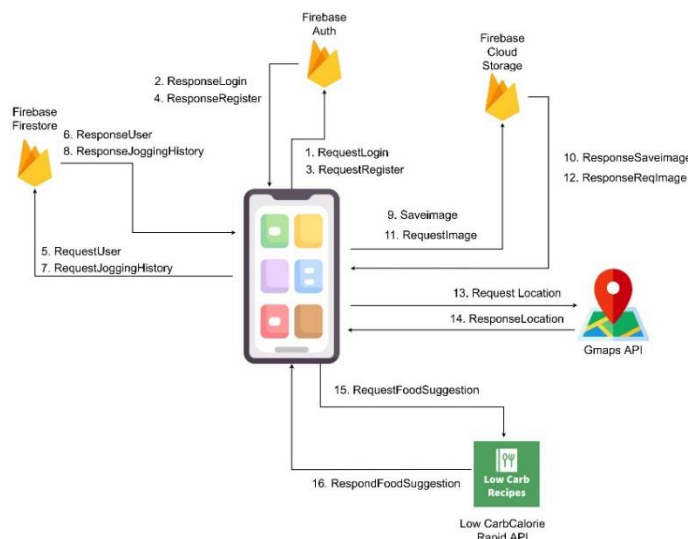 Firebase
Auth
Firebase
Cloud
Storage
2. ResponseLogin
4. ResponseRegister
Firebase
Firestore
6. ResponseUser
8. ResponseJoggingHistory
1. RequestLogin
3. RequestRegister
10. ResponseSaveimage
12. ResponseReqImage
9. Saveimage
11. RequestImage
5. RequestUser
7. RequestJoggingHistory
13. Request Location
14. ResponseLocation
Gmaps API
15. RequestFoodSuggestion
Low Carb
Recipes
16. RespondFoodSuggestion
Low CarbCalorie
Rapid API